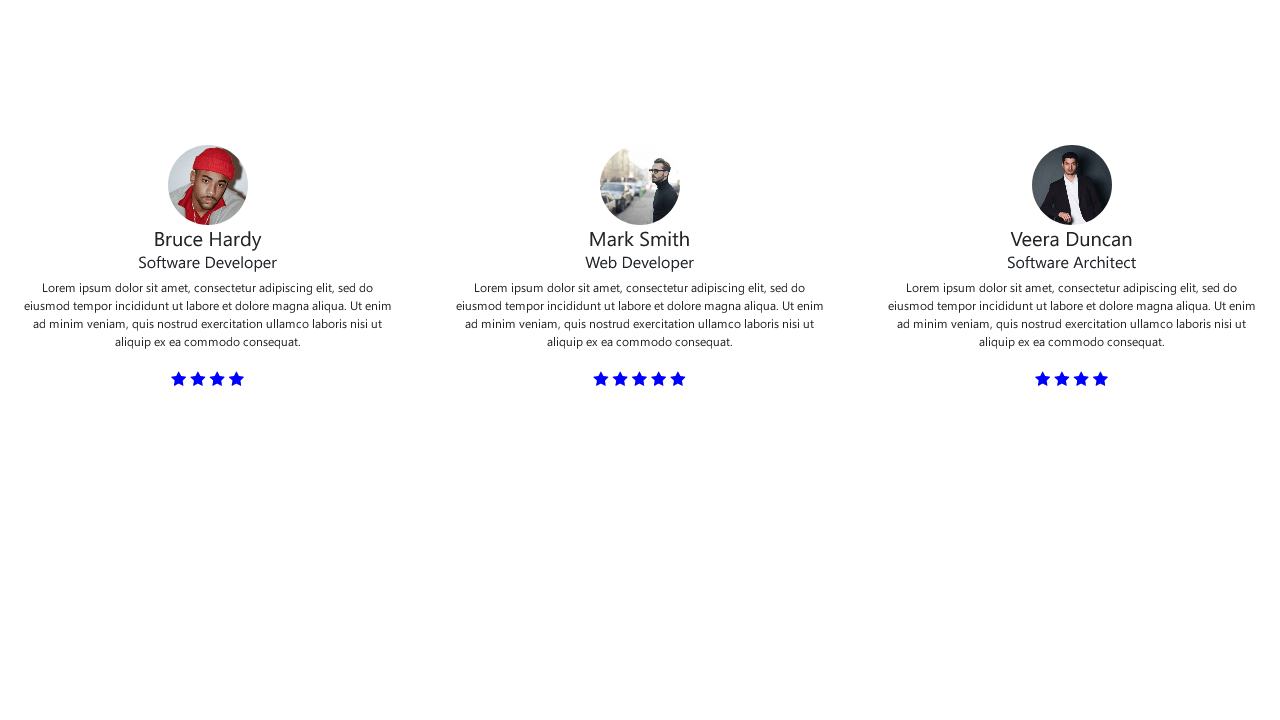 Bruce Hardy
Software Developer
Lorem ipsum dolor sit amet, consectetur adipiscing elit, sed do
eiusmod tempor incididunt ut labore et dolore magna aliqua. Ut enim
ad minim veniam, quis nostrud exercitation ullamco laboris nisi ut
aliquip ex ea commodo consequat.
Mark Smith
Web Developer
Lorem ipsum dolor sit amet, consectetur adipiscing elit, sed do
eiusmod tempor incididunt ut labore et dolore magna aliqua. Ut enim
ad minim veniam, quis nostrud exercitation ullamco laboris nisi ut
aliquip ex ea commodo consequat.
Veera Duncan
Software Architect
Lorem ipsum dolor sit amet, consectetur adipiscing elit, sed do
eiusmod tempor incididunt ut labore et dolore magna aliqua. Ut enim
ad minim veniam, quis nostrud exercitation ullamco laboris nisi ut
aliquip ex ea commodo consequat.